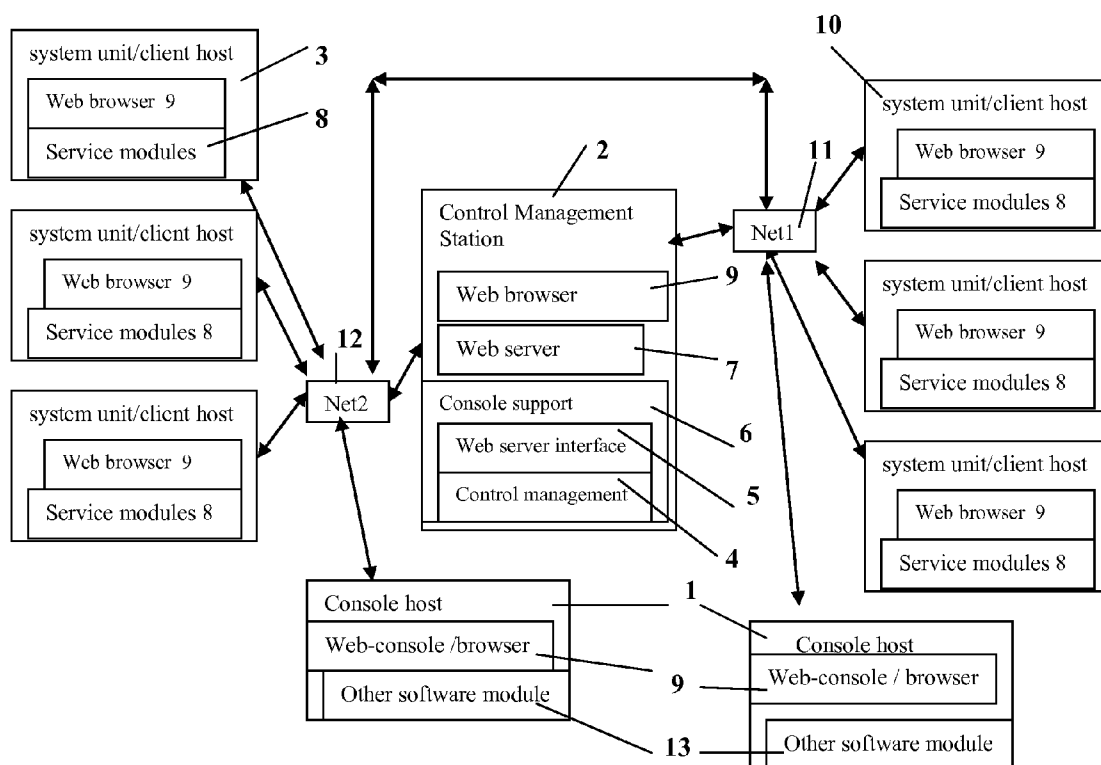 system unit/client host
3
Web browser 9
8
Service modules
system unit/client host
Web browser 9
Service modules 8
12
Net2
system unit/client host
Web browser 9
Service modules 8
2
Control Management
Station
Web browser
9
Web server
7
Console support
6
Web server interface
5
Control management
4
10
11
Net1
system unit/client host
Web browser 9
Service modules 8
system unit/client host
Web browser 9
Service modules 8
system unit/client host
Web browser 9
Service modules 8
Console host
1
Web-console /browser
9
Other software module
13
Console host
Web-console / browser
Other software module